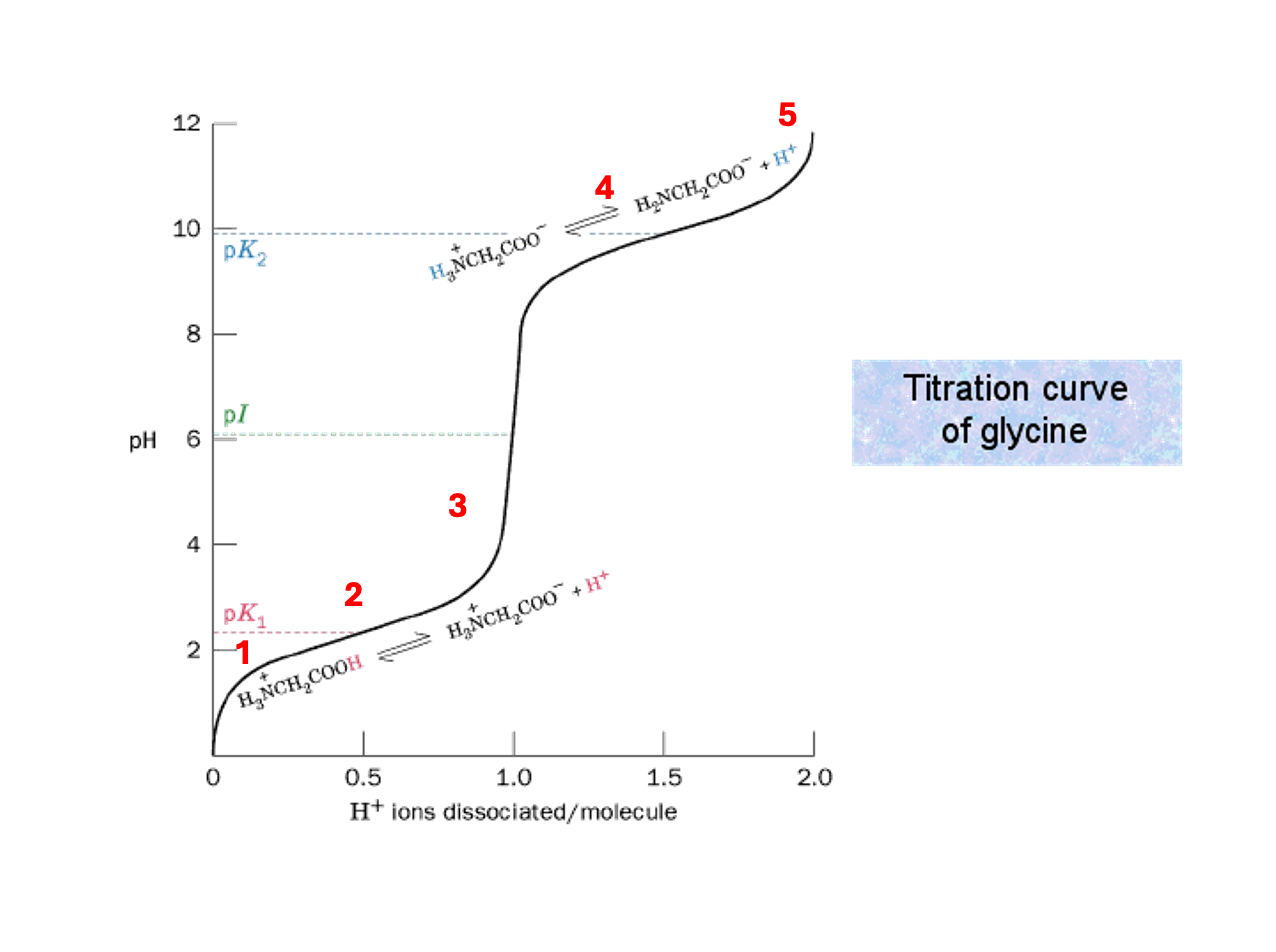 5
12
4
H₂NCH₂COO⁻ + H⁺
10
H₃N⁺CH₂COO⁻
pK₂
8
Titration curve
of glycine
pI
pH
6
3
4
2
H₃N⁺CH₂COO⁻ + H⁺
pK₁
1
2
H₃N⁺CH₂COOH
0 0.5 1.0 1.5 2.0
H⁺ ions dissociated/molecule